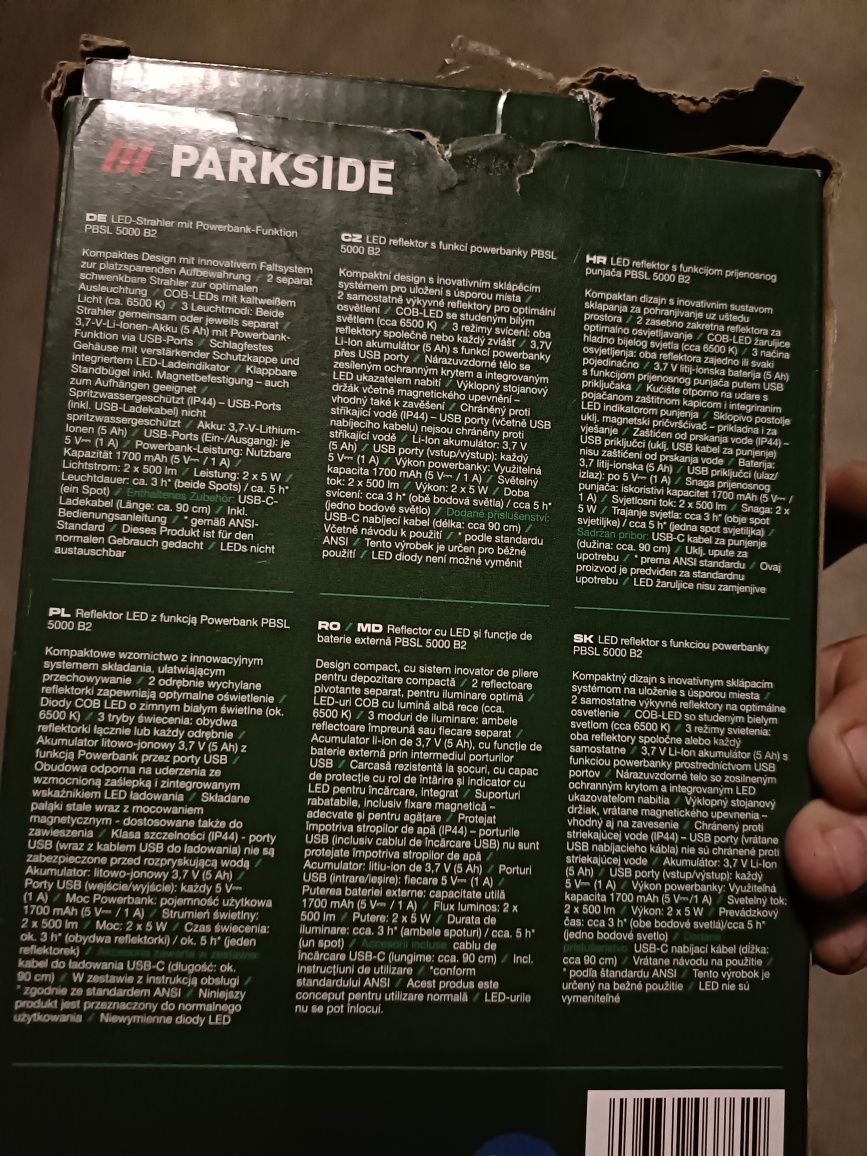 PARKSIDE
DE LED-Strahler mit Powerbank-Funktion
PBSL 5000 B2
Kompaktes Design mit innovativem Faltsystem
zur platzsparenden Aufbewahrung / 2 separat
schwenkbare Strahler zur optimalen
Ausleuchtung / COB-LEDs mit kaltweißem
Licht (ca. 6500 K) / 3 Leuchtmodi: Beide
Strahler gemeinsam oder jeweils separat /
3,7-V-Li-Ionen-Akku (5 Ah) mit Powerbank-
Funktion via USB-Ports / Schlagfestes
Gehäuse mit verstärkender Schutzkappe und
integriertem LED-Ladeindikator / Klappbare
Standbügel inkl. Magnetbefestigung – auch
zum Aufhängen geeignet /
Spritzwassergeschützt (IP44) – USB-Ports
(inkl. USB-Ladekabel) nicht
spritzwassergeschützt / Akku: 3,7-V-Lithium-
Ionen (5 Ah) / USB-Ports (Ein-/Ausgang): je
5 V⎓ (1 A) / Powerbank-Leistung: Nutzbare
Kapazität 1700 mAh (5 V⎓ / 1 A) /
Lichtstrom: 2 x 500 lm / Leistung: 2 x 5 W /
Leuchtdauer: ca. 3 h* (beide Spots) / ca. 5 h*
(ein Spot) / Enthaltenes Zubehör: USB-C-
Ladekabel (Länge: ca. 90 cm) / Inkl.
Bedienungsanleitung / * gemäß ANSI-
Standard / Dieses Produkt ist für den
normalen Gebrauch gedacht / LEDs nicht
austauschbar
CZ LED reflektor s funkcí powerbanky PBSL
5000 B2
Kompaktní design s inovativním sklápěcím
systémem pro uložení s úsporou místa /
2 samostatně výkyvné reflektory pro optimální
osvětlení / COB-LED se studeným bílým
světlem (cca 6500 K) / 3 režimy svícení: oba
reflektory společně nebo každý zvlášť / 3,7V
Li-Ion akumulátor (5 Ah) s funkcí powerbanky
přes USB porty / Nárazuvzdorné tělo se
zesíleným ochranným krytem a integrovaným
LED ukazatelem nabití / Výklopný stojanový
držák včetně magnetického upevnění –
vhodný také k zavěšení / Chráněný proti
stříkající vodě (IP44) – USB porty (včetně USB
nabíjecího kabelu) nejsou chráněny proti
stříkající vodě / Li-Ion akumulátor: 3,7 V
(5 Ah) / USB porty (vstup/výstup): každý
5 V⎓ (1 A) / Výkon powerbanky: Využitelná
kapacita 1700 mAh (5 V⎓ /1 A) / Světelný
tok: 2 x 500 lm / Výkon: 2 x 5 W / Doba
svícení: cca 3 h* (obě bodová světla) / cca 5 h*
(jedno bodové světlo) / Dodané příslušenství:
USB-C nabíjecí kabel (délka: cca 90 cm) /
Včetně návodu k použití / * podle standardu
ANSI / Tento výrobek je určen pro běžné
použití / LED diody není možné vyměnit
HR LED reflektor s funkcijom prijenosnog
punjača PBSL 5000 B2
Kompaktan dizajn s inovativnim sustavom
sklapanja za pohranjivanje uz uštedu
prostora / 2 zasebno zakretna reflektora za
optimalno osvjetljavanje / COB-LED žaruljice
hladno bijelog svjetla (cca 6500 K) / 3 načina
osvjetljenja: oba reflektora zajedno ili svaki
pojedinačno / 3,7 V litij-ionska baterija (5 Ah)
s funkcijom prijenosnog punjača putem USB
priključaka / Kućište otporno na udare s
pojačanom zaštitnom kapicom i integriranim
LED indikatorom punjenja / Sklopivo postolje
uklj. magnetski pričvršćivač – prikladna i za
vješanje / Zaštićen od prskanja vode (IP44) –
USB priključci (uklj. USB kabel za punjenje)
nisu zaštićeni od prskanja vode / Baterija:
3,7 litij-ionska (5 Ah) / USB priključci (ulaz/
izlaz): po 5 V⎓ (1 A) / Snaga prijenosnog
punjača: iskoristivi kapacitet 1700 mAh (5 V⎓ /
1 A) / Svjetlosni tok: 2 x 500 lm / Snaga: 2 x
5 W / Trajanje svjetla: cca 3 h* (obje spot
svjetiljke) / cca 5 h* (jedna spot svjetiljka) /
Sadržan pribor: USB-C kabel za punjenje
(dužina: cca. 90 cm) / Uklj. upute za
upotrebu / * prema ANSI standardu / Ovaj
proizvod je predviđen za standardnu
upotrebu / LED žaruljice nisu zamjenjive
PL Reflektor LED z funkcją Powerbank PBSL
5000 B2
Kompaktowe wzornictwo z innowacyjnym
systemem składania, ułatwiającym
przechowywanie / 2 odrębnie wychylane
reflektorki zapewniają optymalne oświetlenie /
Diody COB LED o zimnym białym świetlne (ok.
6500 K) / 3 tryby świecenia: obydwa
reflektorki łącznie lub każdy odrębnie /
Akumulator litowo-jonowy 3,7 V (5 Ah) z
funkcją Powerbank przez porty USB /
Obudowa odporna na uderzenia ze
wzmocnioną zaślepką i zintegrowanym
wskaźnikiem LED ładowania / Składane
pałąki stałe wraz z mocowaniem
magnetycznym - dostosowane także do
zawieszenia / Klasa szczelności (IP44) - porty
USB (wraz z kablem USB do ładowania) nie są
zabezpieczone przed rozpryskującą wodą /
Akumulator: litowo-jonowy 3,7 V (5 Ah) /
Porty USB (wejście/wyjście): każdy 5 V⎓
(1 A) / Moc Powerbank: pojemność użytkowa
1700 mAh (5 V⎓ / 1 A) / Strumień świetlny:
2 x 500 lm / Moc: 2 x 5 W / Czas świecenia:
ok. 3 h* (obydwa reflektorki) / ok. 5 h* (jeden
reflektorek) / Akcesoria zawarte w zestawie:
kabel do ładowania USB-C (długość: ok.
90 cm) / W zestawie z instrukcją obsługi /
* zgodnie ze standardem ANSI / Niniejszy
produkt jest przeznaczony do normalnego
użytkowania / Niewymienne diody LED
RO / MD Reflector cu LED și funcție de
baterie externă PBSL 5000 B2
Design compact, cu sistem inovator de pliere
pentru depozitare compactă / 2 reflectoare
pivotante separat, pentru iluminare optimă /
LED-uri COB cu lumină albă rece (cca.
6500 K) / 3 moduri de iluminare: ambele
reflectoare împreună sau fiecare separat /
Acumulator li-ion de 3,7 V (5 Ah), cu funcție de
baterie externă prin intermediul porturilor
USB / Carcasă rezistentă la șocuri, cu capac
de protecție cu rol de întărire și indicator cu
LED pentru încărcare, integrat / Suporturi
rabatabile, inclusiv fixare magnetică –
adecvate și pentru agățare / Protejat
împotriva stropilor de apă (IP44) – porturile
USB (inclusiv cablul de încărcare USB) nu sunt
protejate împotriva stropilor de apă /
Acumulator: litiu-ion de 3,7 V (5 Ah) / Porturi
USB (intrare/ieșire): fiecare 5 V⎓ (1 A) /
Puterea bateriei externe: capacitate utilă
1700 mAh (5 V⎓ / 1 A) / Flux luminos: 2 x
500 lm / Putere: 2 x 5 W / Durata de
iluminare: cca. 3 h* (ambele spoturi) / cca. 5 h*
(un spot) / Accesorii incluse: cablu de
încărcare USB-C (lungime: cca. 90 cm) / Incl.
instrucțiuni de utilizare / *conform
standardului ANSI / Acest produs este
conceput pentru utilizare normală / LED-urile
nu se pot înlocui.
SK LED reflektor s funkciou powerbanky
PBSL 5000 B2
Kompaktný dizajn s inovatívnym sklápacím
systémom na uloženie s úsporou miesta /
2 samostatne výkyvné reflektory na optimálne
osvetlenie / COB-LED so studeným bielym
svetlom (cca 6500 K) / 3 režimy svietenia:
oba reflektory spoločne alebo každý
samostatne / 3,7 V Li-Ion akumulátor (5 Ah) s
funkciou powerbanky prostredníctvom USB
portov / Nárazuvzdorné telo so zosilneným
ochranným krytom a integrovaným LED
ukazovateľom nabitia / Výklopný stojanový
držiak, vrátane magnetického upevnenia –
vhodný aj na zavesenie / Chránený proti
striekajúcej vode (IP44) – USB porty (vrátane
USB nabíjacieho kábla) nie sú chránené proti
striekajúcej vode / Akumulátor: 3,7 V Li-Ion
(5 Ah) / USB porty (vstup/výstup): každý
5 V⎓ (1 A) / Výkon powerbanky: Využiteľná
kapacita 1700 mAh (5 V⎓/1 A) / Svetelný tok:
2 x 500 lm / Výkon: 2 x 5 W / Prevádzkový
čas: cca 3 h* (obe bodové svetlá)/cca 5 h*
(jedno bodové svetlo) / Dodané
príslušenstvo: USB-C nabíjací kábel (dĺžka:
cca 90 cm) / Vrátane návodu na použitie /
* podľa štandardu ANSI / Tento výrobok je
určený na bežné použitie / LED nie sú
vymeniteľné